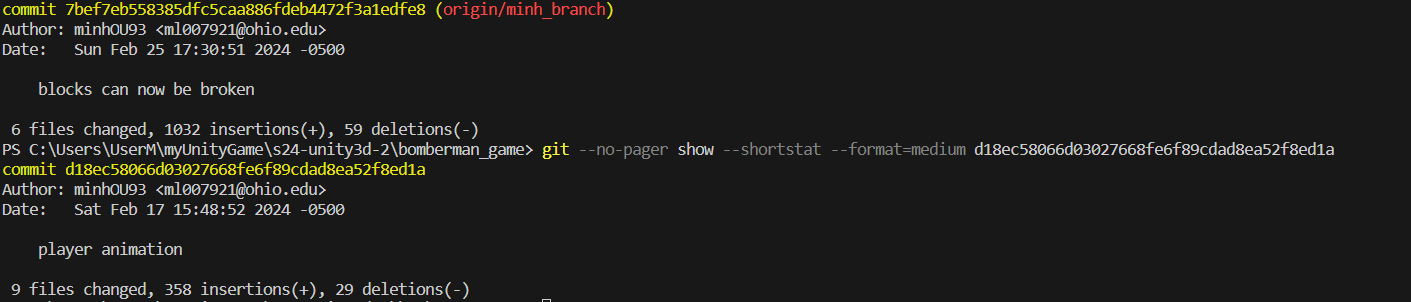 commit 7bef7eb558385dfc5caa886fdeb4472f3a1edfe8 (origin/minh_branch)
Author: minhOU93 <ml007921@ohio.edu>
Date:   Sun Feb 25 17:30:51 2024 -0500
blocks can now be broken
6 files changed, 1032 insertions(+), 59 deletions(-)
PS C:\Users\UserM\myUnityGame\s24-unity3d-2\bomberman_game> git --no-pager show --shortstat --format=medium d18ec58066d03027668fe6f89cdad8ea52f8ed1a
commit d18ec58066d03027668fe6f89cdad8ea52f8ed1a
Author: minhOU93 <ml007921@ohio.edu>
Date:   Sat Feb 17 15:48:52 2024 -0500
player animation
9 files changed, 358 insertions(+), 29 deletions(-)